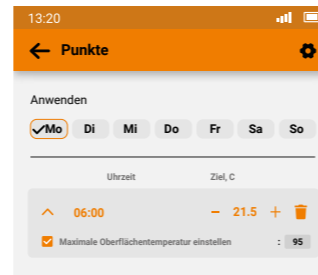 13:20
Punkte
Anwenden
Mo Di Mi Do Fr Sa So
Uhrzeit Ziel, C
06:00 − 21.5 +
Maximale Oberflächentemperatur einstellen : 95